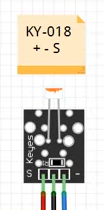 KY-018
+ - S
Keyes
S -